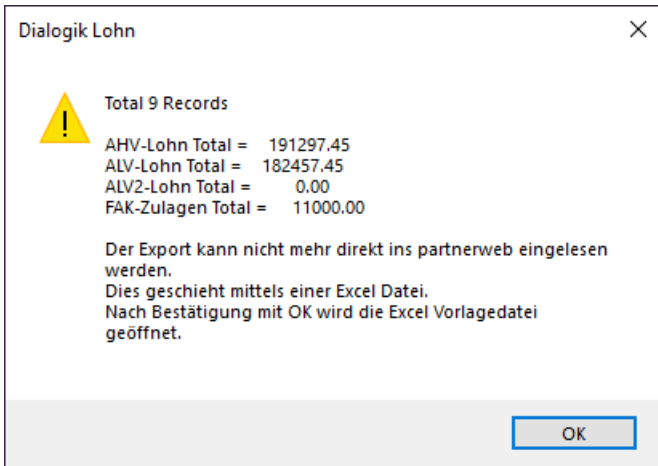 Dialogik Lohn
Total 9 Records
AHV-Lohn Total = 191297.45
ALV-Lohn Total = 182457.45
ALV2-Lohn Total = 0.00
FAK-Zulagen Total = 11000.00
Der Export kann nicht mehr direkt ins partnerweb eingelesen
werden.
Dies geschieht mittels einer Excel Datei.
Nach Bestätigung mit OK wird die Excel Vorlagedatei
geöffnet.
OK